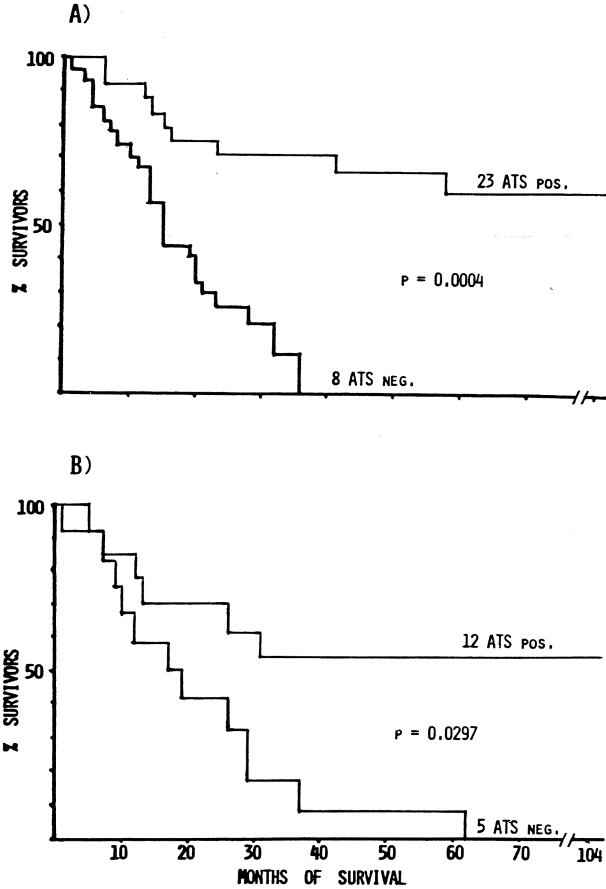 A)
100
23 ATS POS.
50
% SURVIVORS
P = 0.0004
8 ATS NEG.
B)
100
12 ATS POS.
50
% SURVIVORS
P = 0.0297
5 ATS NEG.
10 20 30 40 50 60 70 104
MONTHS OF SURVIVAL